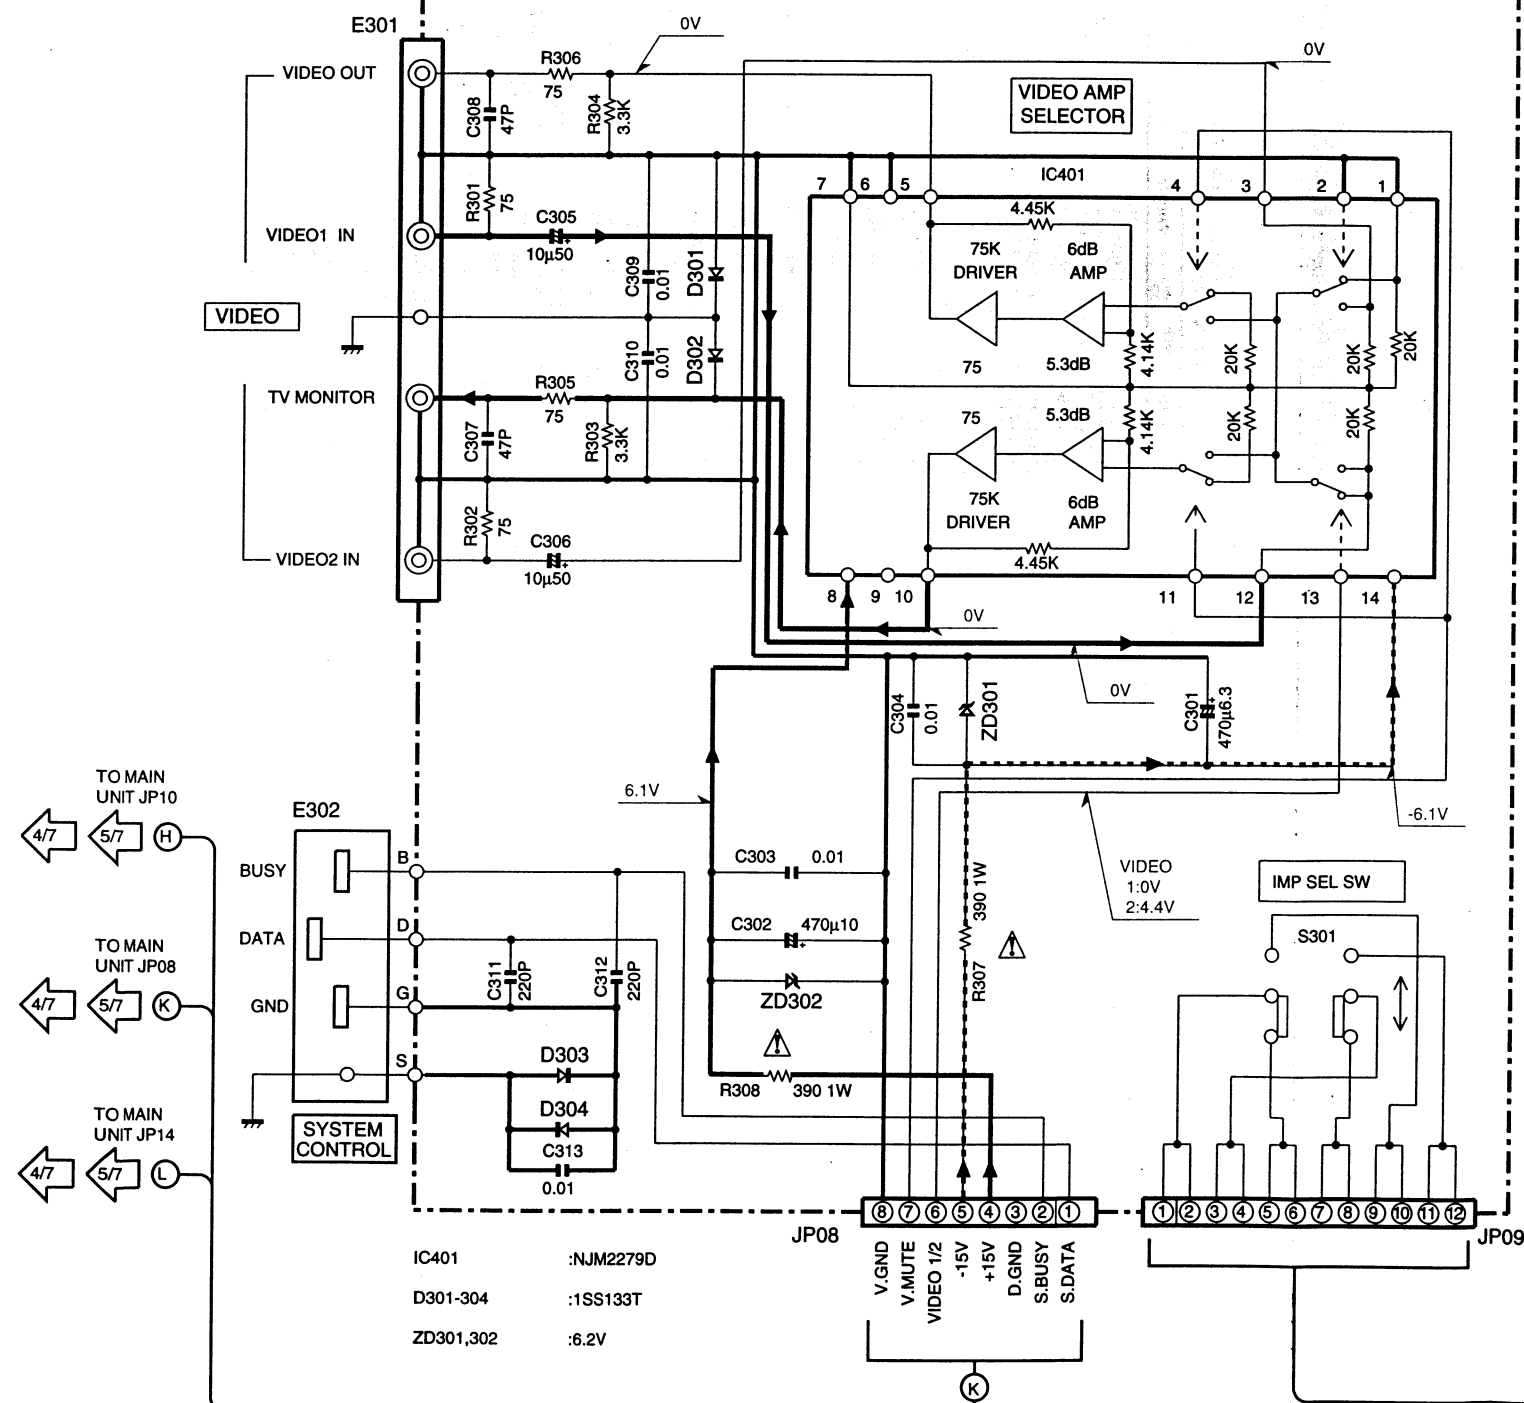 E301
0V
0V
VIDEO OUT
R306
75
C308
47P
R304
3.3K
VIDEO AMP
SELECTOR
IC401
7
6
5
4
3
2
1
R301
75
VIDEO1 IN
C305
10µ50
C309
0.01
D301
4.45K
75K
DRIVER
6dB
AMP
VIDEO
C310
0.01
D302
75
5.3dB
4.14K
20K
20K
20K
TV MONITOR
R305
75
C307
47P
R303
3.3K
75
5.3dB
4.14K
20K
20K
75K
DRIVER
6dB
AMP
R302
75
VIDEO2 IN
C306
10µ50
4.45K
8
9
10
11
12
13
14
0V
0V
C304
0.01
ZD301
C301
470µ6.3
6.1V
-6.1V
TO MAIN
UNIT JP10
4/7
5/7
H
E302
BUSY
B
C303
0.01
390 1W
VIDEO
1:0V
2:4.4V
IMP SEL SW
DATA
D
C302
470µ10
S301
TO MAIN
UNIT JP08
4/7
5/7
K
C311
220P
C312
220P
ZD302
R307
GND
G
S
D303
R308
390 1W
D304
SYSTEM
CONTROL
C313
0.01
TO MAIN
UNIT JP14
4/7
5/7
L
JP08
8 7 6 5 4 3 2 1
1 2 3 4 5 6 7 8 9 10 11 12
JP09
V.GND
V.MUTE
VIDEO 1/2
-15V
+15V
D.GND
S.BUSY
S.DATA
IC401 :NJM2279D
D301-304 :1SS133T
ZD301,302 :6.2V
K